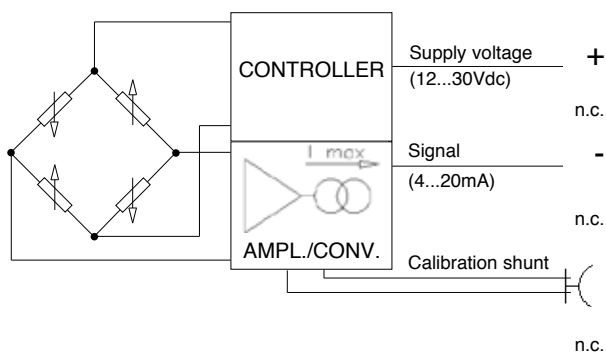 CONTROLLER
Supply voltage
+
(12...30Vdc)
n.c.
I max
Signal
-
(4...20mA)
n.c.
AMPL./CONV.
Calibration shunt
n.c.